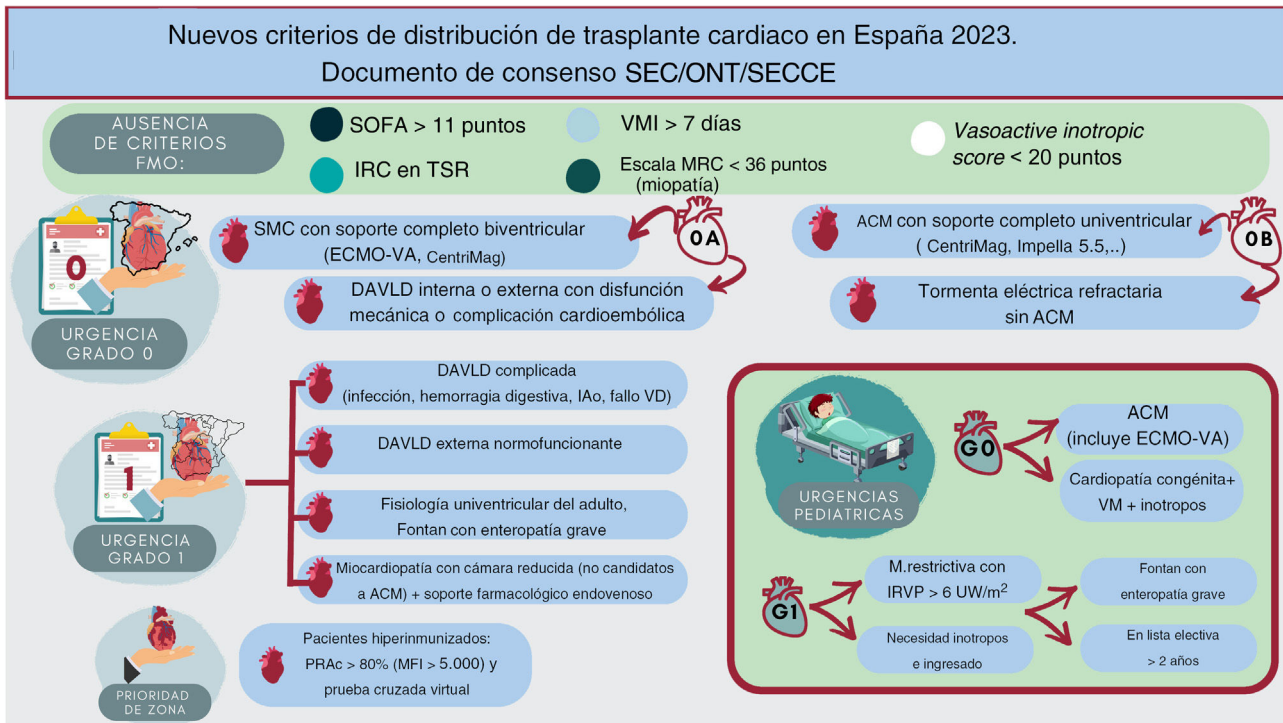 Nuevos criterios de distribución de trasplante cardiaco en España 2023.
Documento de consenso SEC/ONT/SECCE
AUSENCIA
DE CRITERIOS
FMO:
SOFA > 11 puntos
IRC en TSR
VMI > 7 días
Escala MRC < 36 puntos
(miopatía)
Vasoactive inotropic
score < 20 puntos
0
URGENCIA
GRADO 0
SMC con soporte completo biventricular
(ECMO-VA, CentriMag)
0A
DAVLD interna o externa con disfunción
mecánica o complicación cardioembólica
ACM con soporte completo univentricular
( CentriMag, Impella 5.5,..)
0B
Tormenta eléctrica refractaria
sin ACM
1
URGENCIA
GRADO 1
DAVLD complicada
(infección, hemorragia digestiva, IAo, fallo VD)
DAVLD externa normofuncionante
Fisiología univentricular del adulto,
Fontan con enteropatía grave
Miocardiopatía con cámara reducida (no candidatos
a ACM) + soporte farmacológico endovenoso
PRIORIDAD
DE ZONA
Pacientes hiperinmunizados:
PRAc > 80% (MFI > 5.000) y
prueba cruzada virtual
URGENCIAS
PEDIATRICAS
G0
ACM
(incluye ECMO-VA)
Cardiopatía congénita+
VM + inotropos
G1
M.restrictiva con
IRVP > 6 UW/m²
Necesidad inotropos
e ingresado
Fontan con
enteropatía grave
En lista electiva
> 2 años